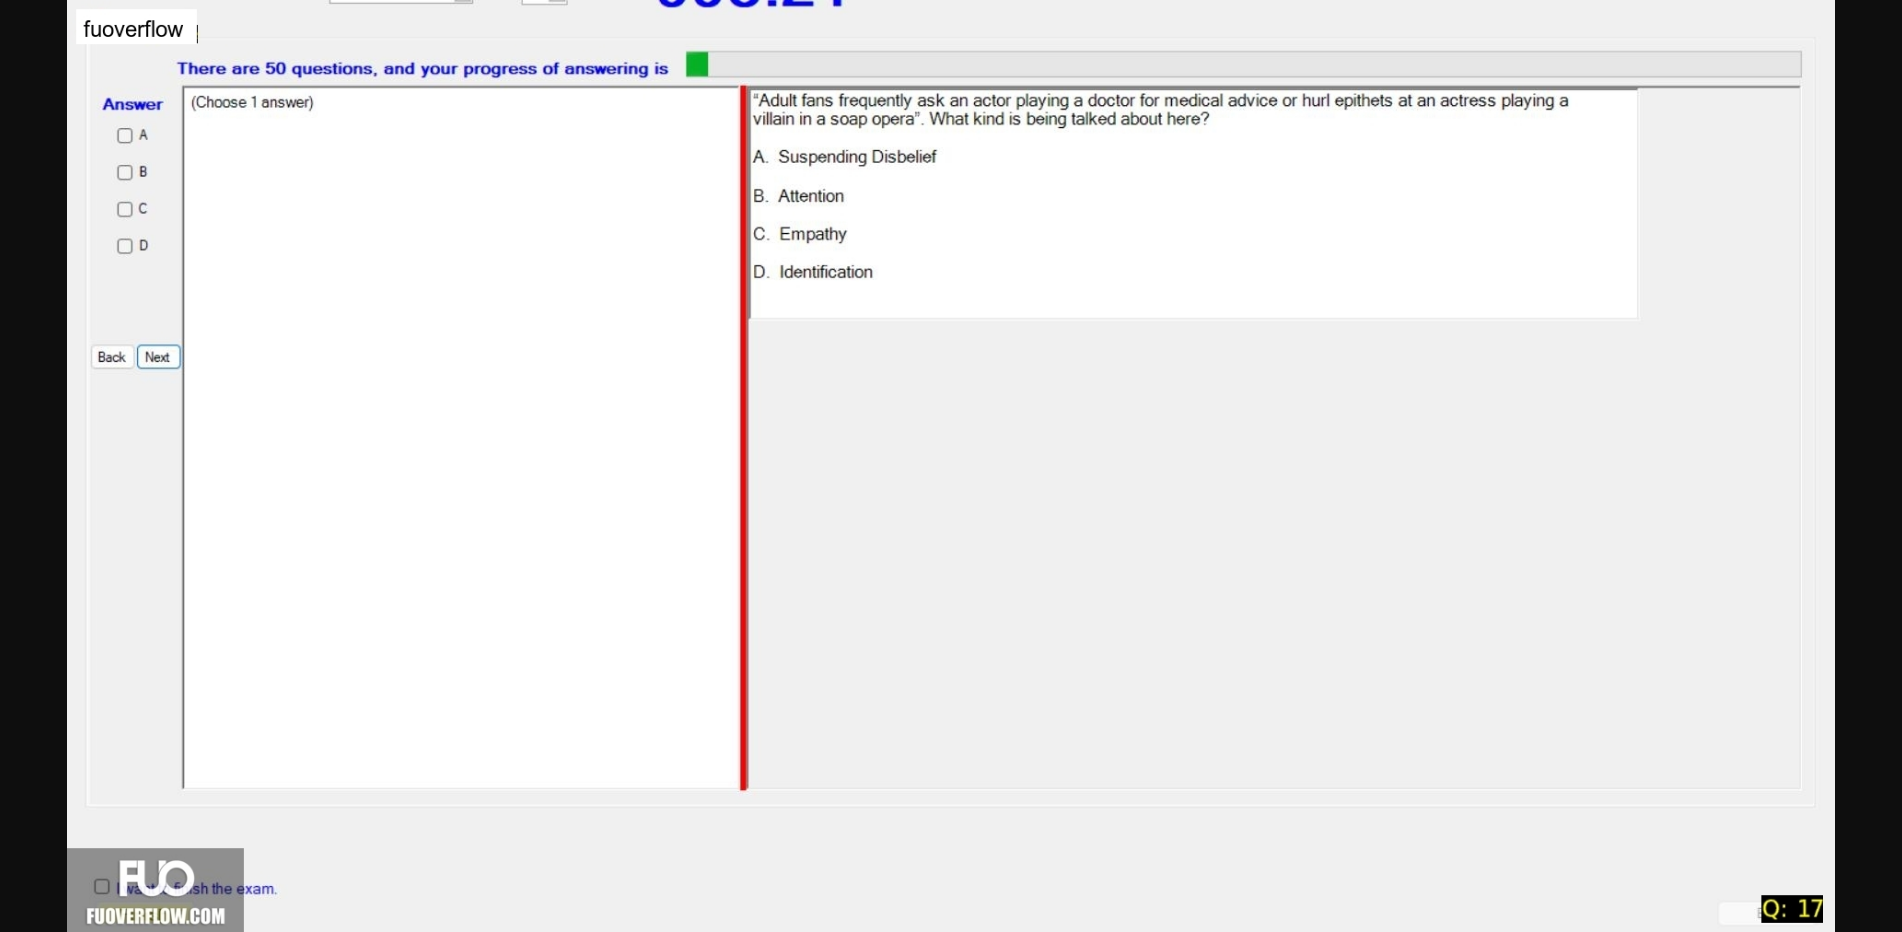 fuoverflow
There are 50 questions, and your progress of answering is
Answer
(Choose 1 answer)
A
B
C
D
Back Next
"Adult fans frequently ask an actor playing a doctor for medical advice or hurl epithets at an actress playing a
villain in a soap opera". What kind is being talked about here?
A. Suspending Disbelief
B. Attention
C. Empathy
D. Identification
FUO
I want to finish the exam.
FUOVERFLOW.COM
Q: 17